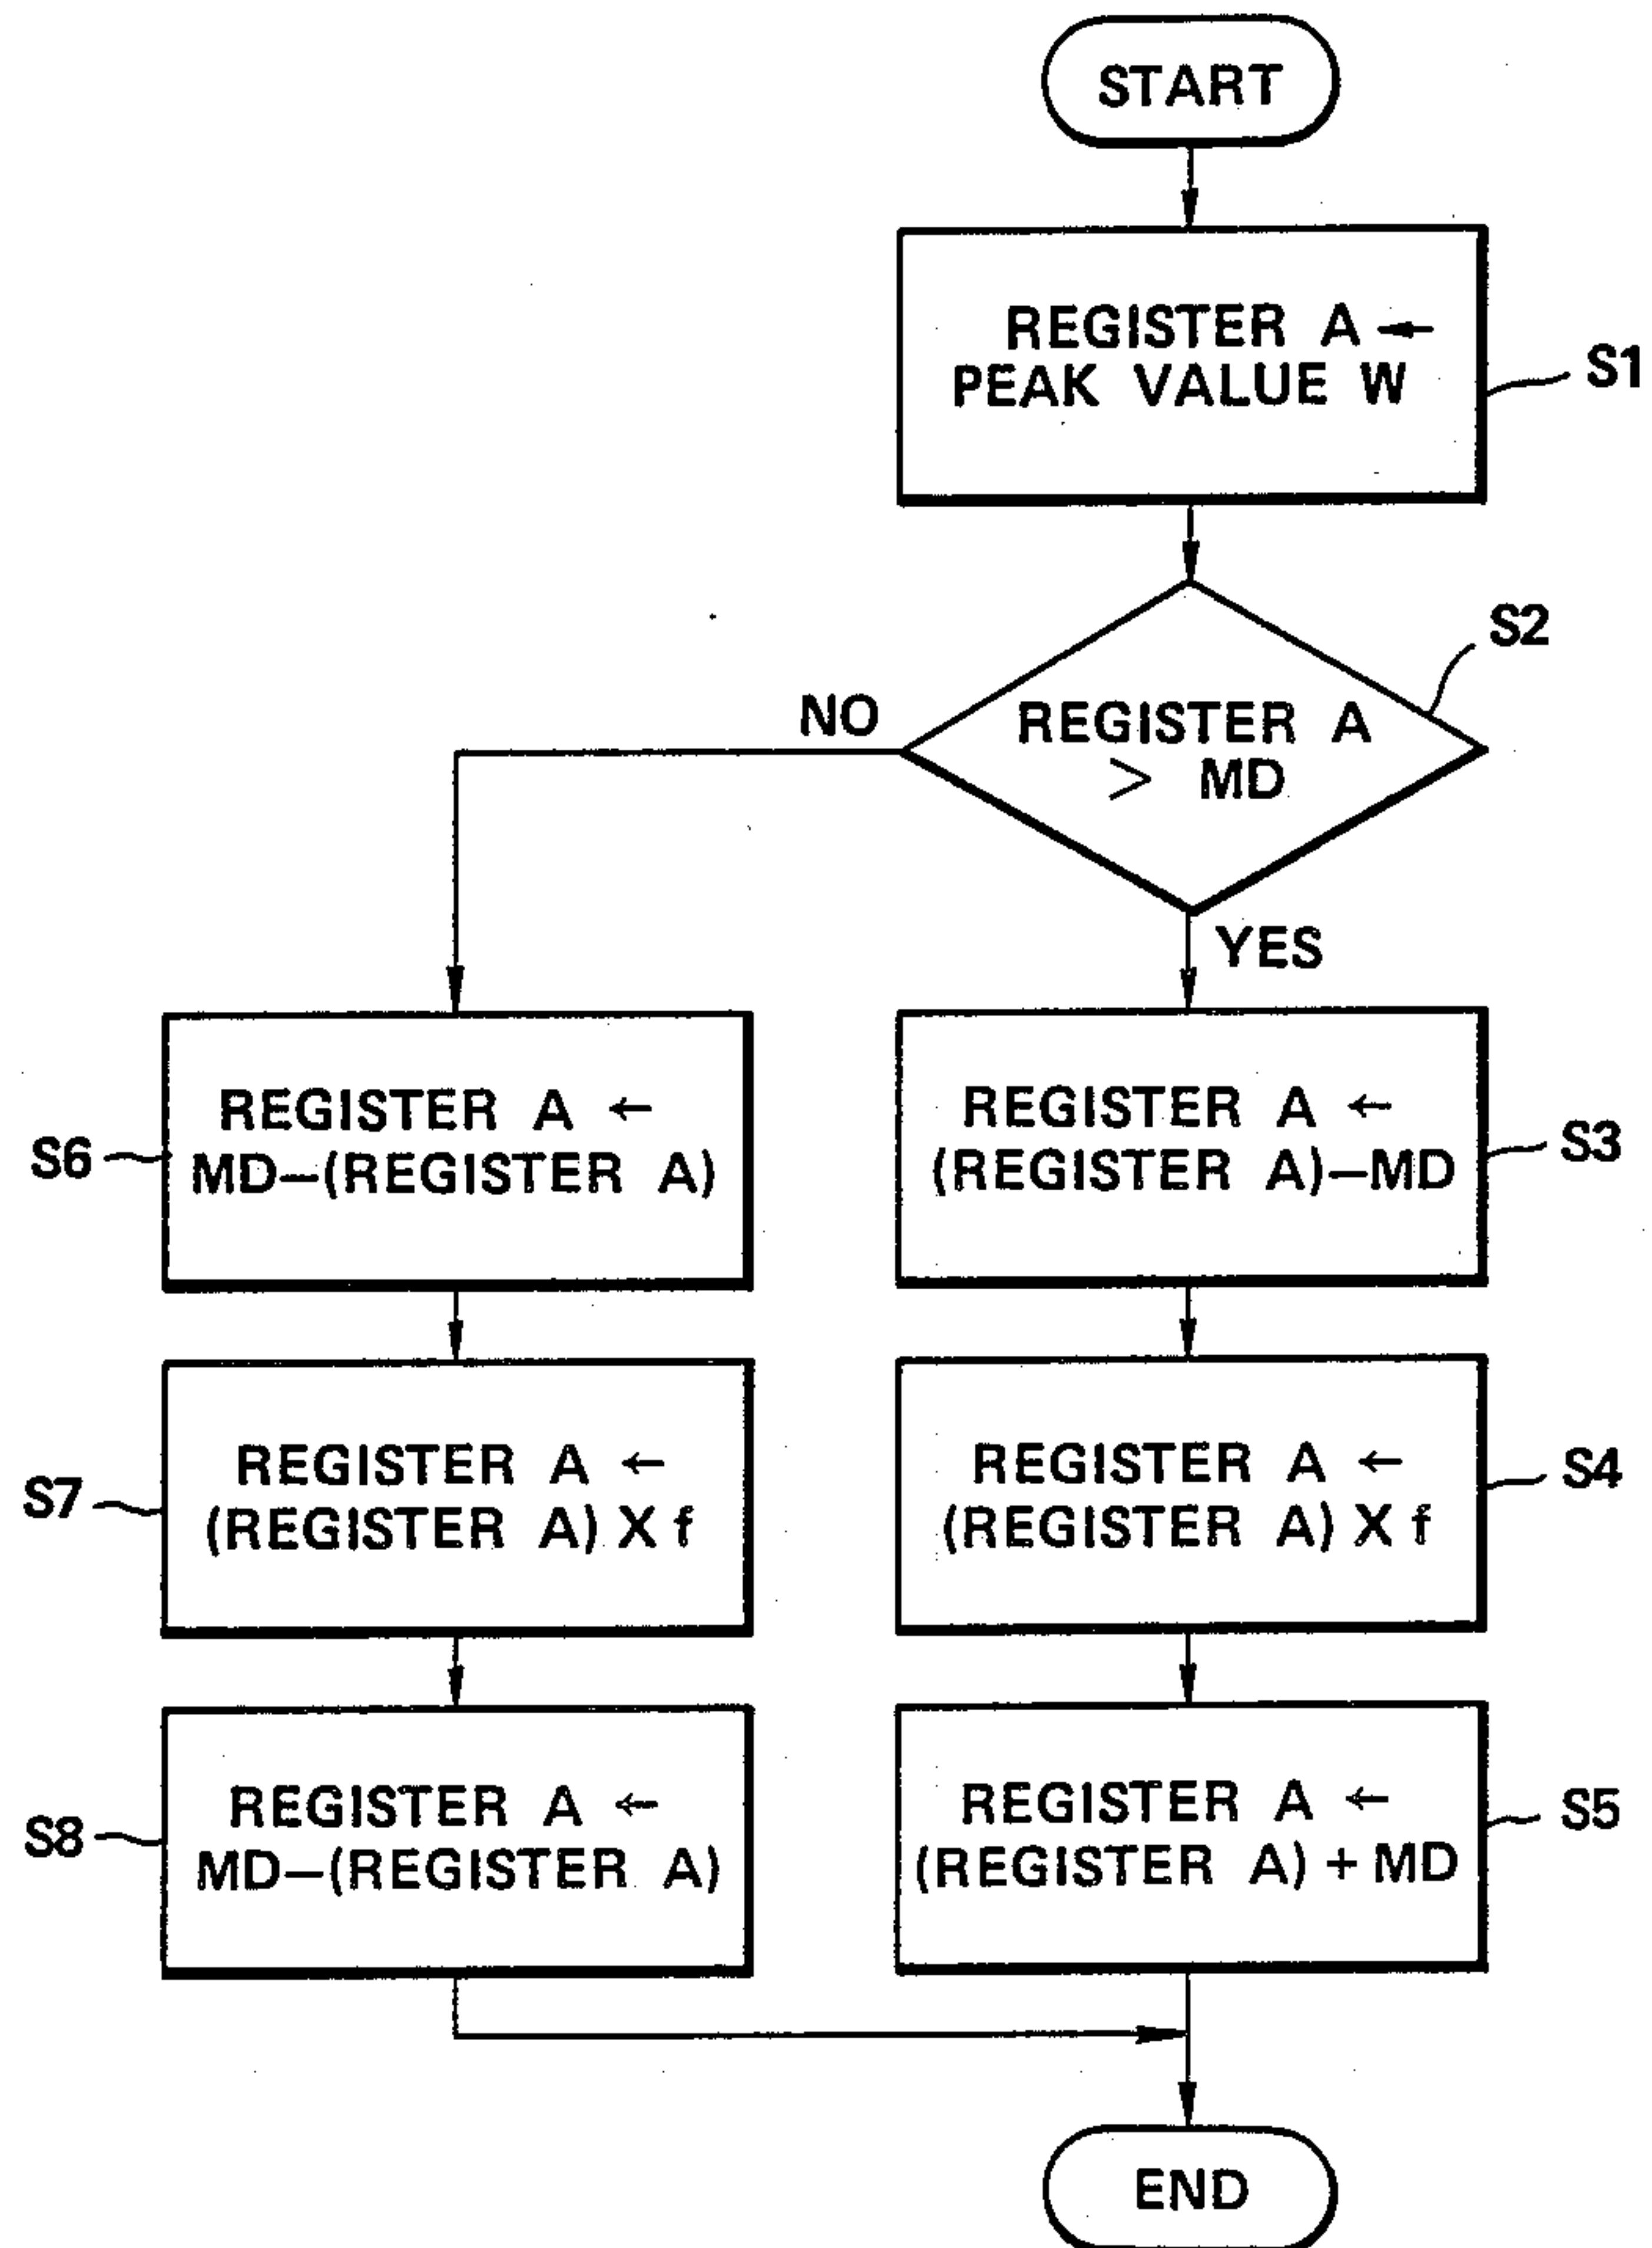 START
REGISTER A ←
PEAK VALUE W
S1
S2
REGISTER A
> MD
NO
YES
REGISTER A ←
(REGISTER A)−MD
S3
REGISTER A ←
(REGISTER A) X f
S4
REGISTER A ←
(REGISTER A) + MD
S5
REGISTER A ←
MD−(REGISTER A)
S6
REGISTER A ←
(REGISTER A) X f
S7
REGISTER A ←
MD−(REGISTER A)
S8
END